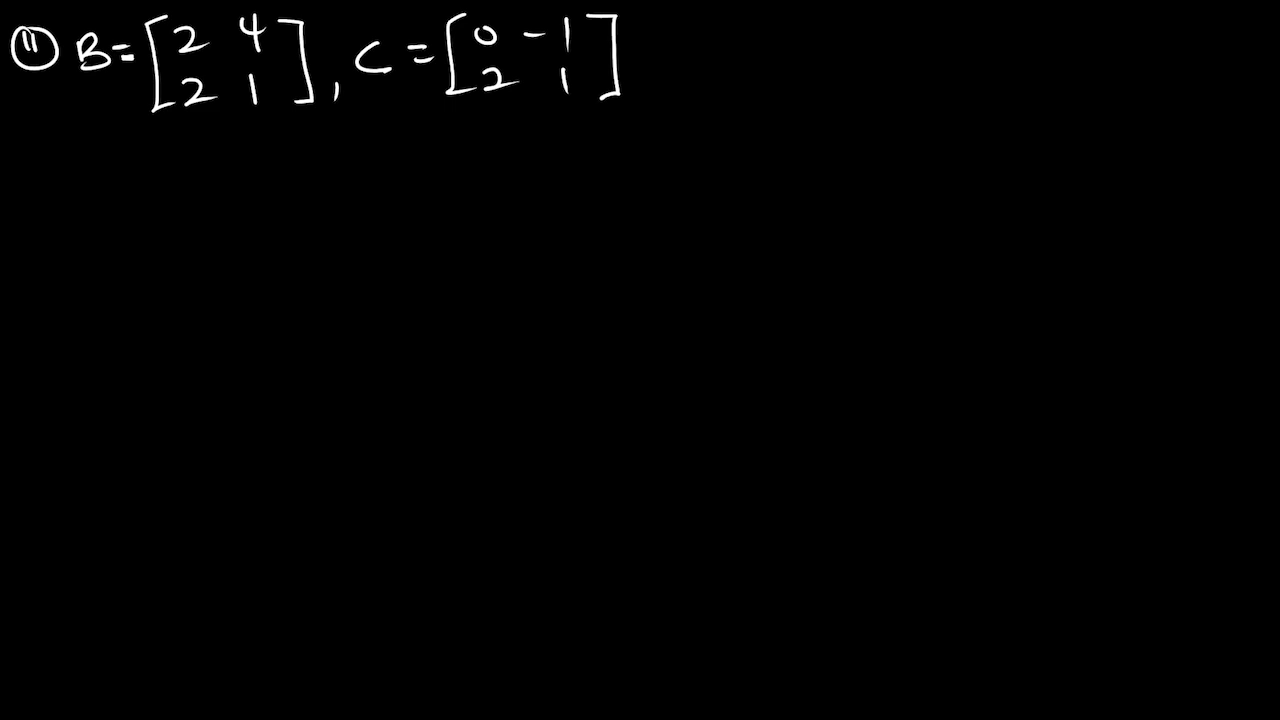 ⑪ B = [2 4 2 1], C = [0 -1 2 1]